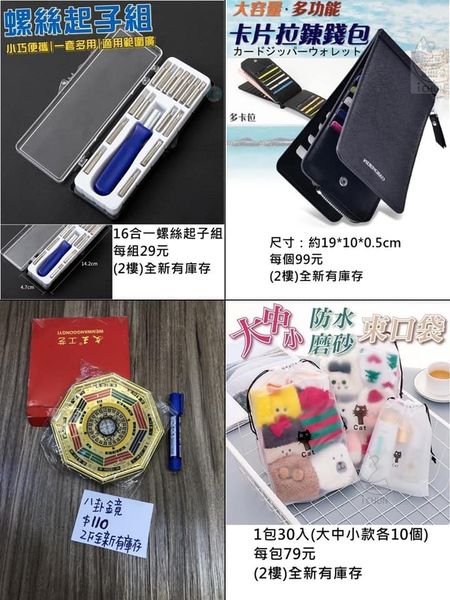 螺絲起子組
小巧便攜|一套多用|適用範圍廣
14.2cm
4.7cm
16合一螺絲起子組
每組29元
(2樓)全新有庫存
大容量·多功能
卡片拉鍊錢包
カードジッパーウォレット
多卡位
尺寸：約19*10*0.5cm
每個99元
(2樓)全新有庫存
文王工艺
WENWANGGONGYI
八卦鏡
$110
2F全新有庫存
大中小
防水
磨砂
束口袋
Cat
Cat
1包30入(大中小款各10個)
每包79元
(2樓)全新有庫存